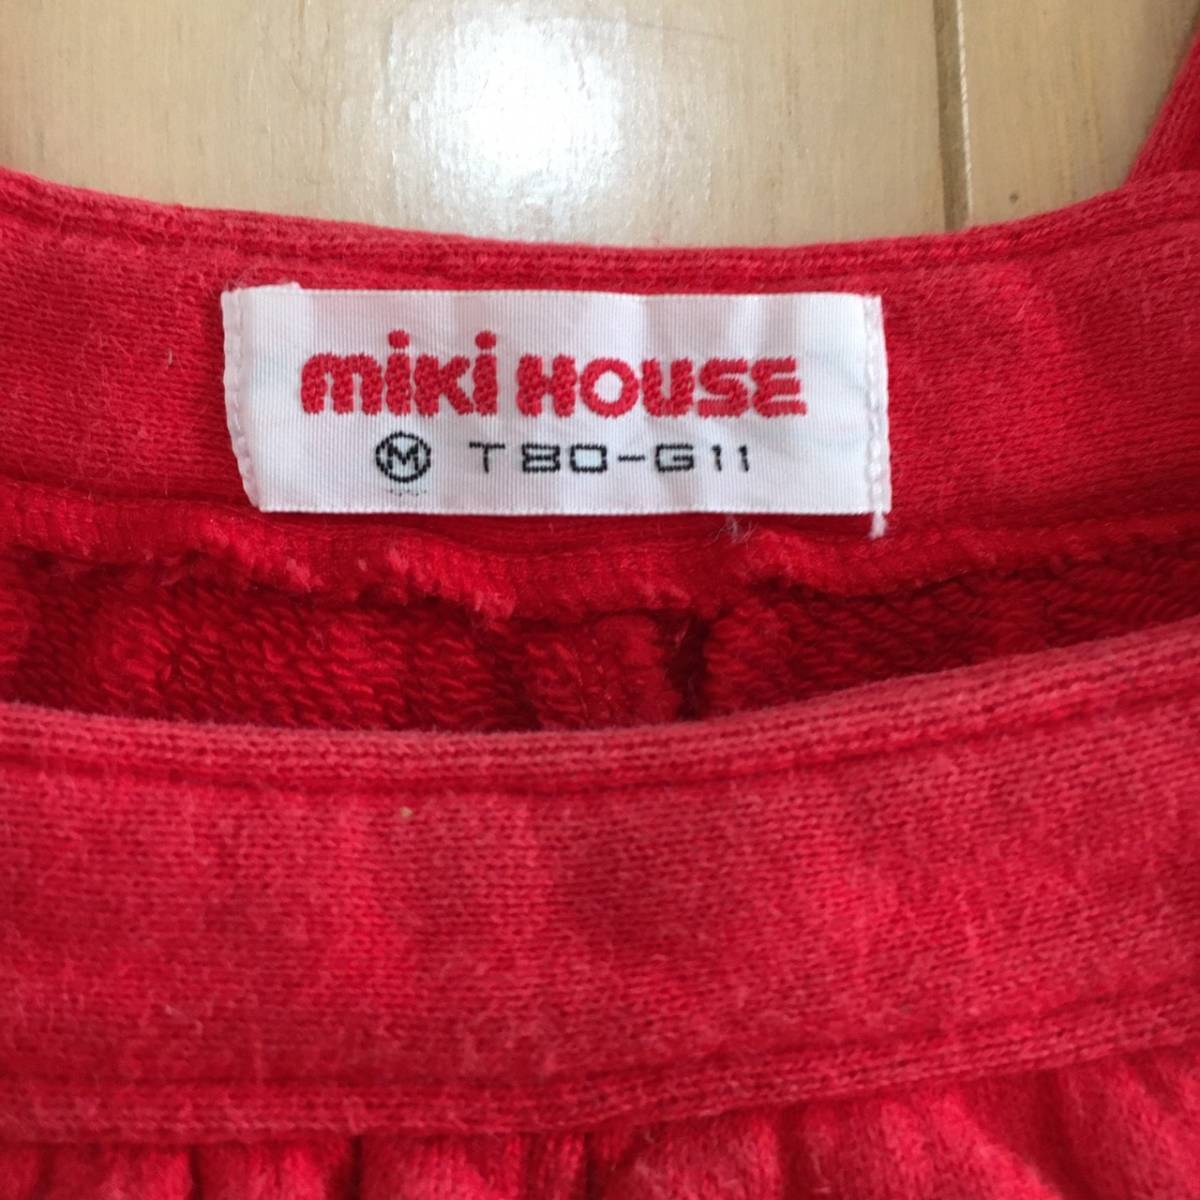 miki HOUSE
Ⓜ T80-G11